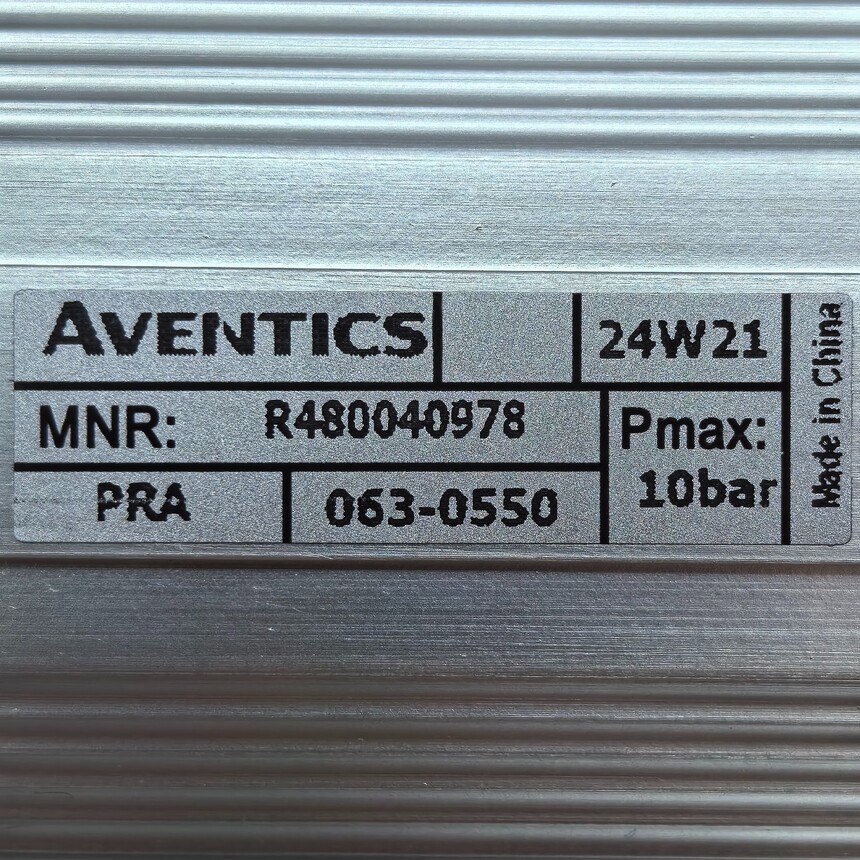 AVENTICS
24W21
MNR: R480040978
Pmax:
10bar
PRA
063-0550
Made in China